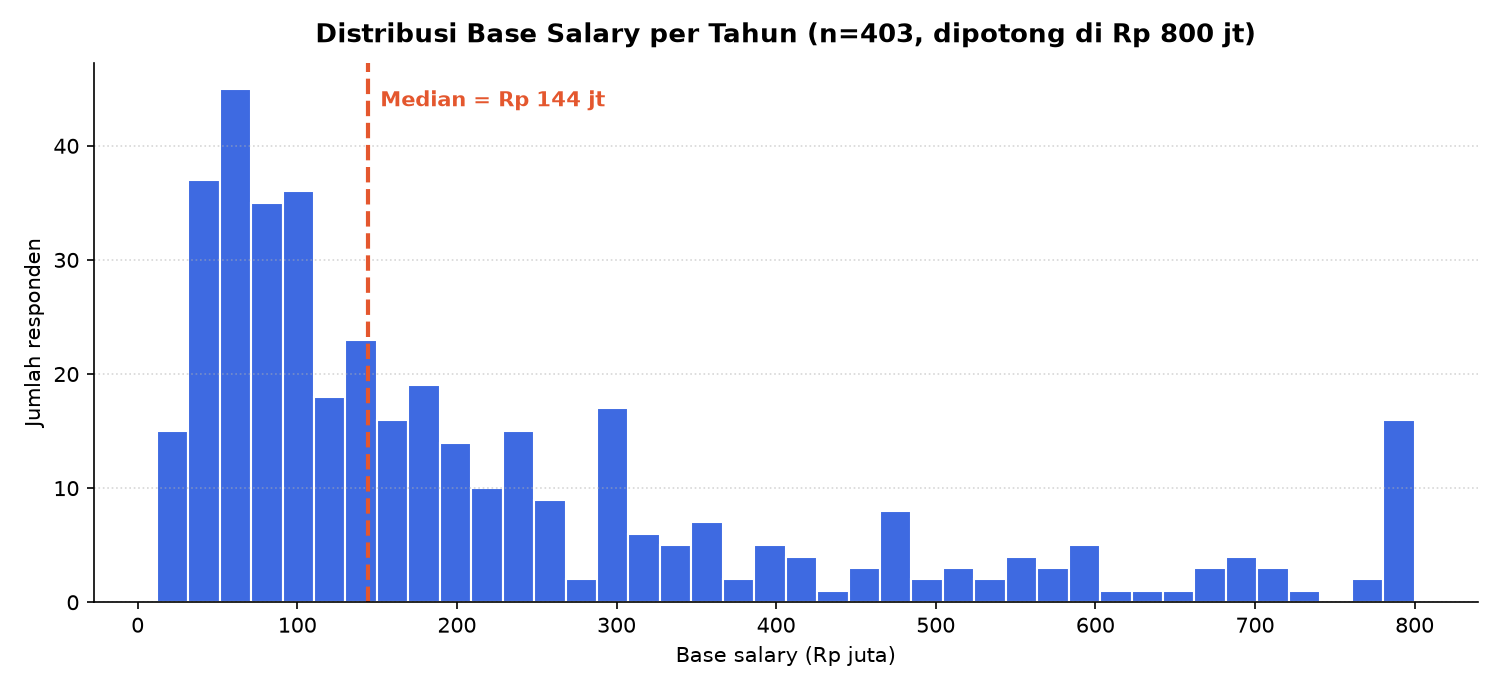 Distribusi Base Salary per Tahun (n=403, dipotong di Rp 800 jt)
Median = Rp 144 jt
Jumlah responden
40
30
20
10
0
0 100 200 300 400 500 600 700 800
Base salary (Rp juta)